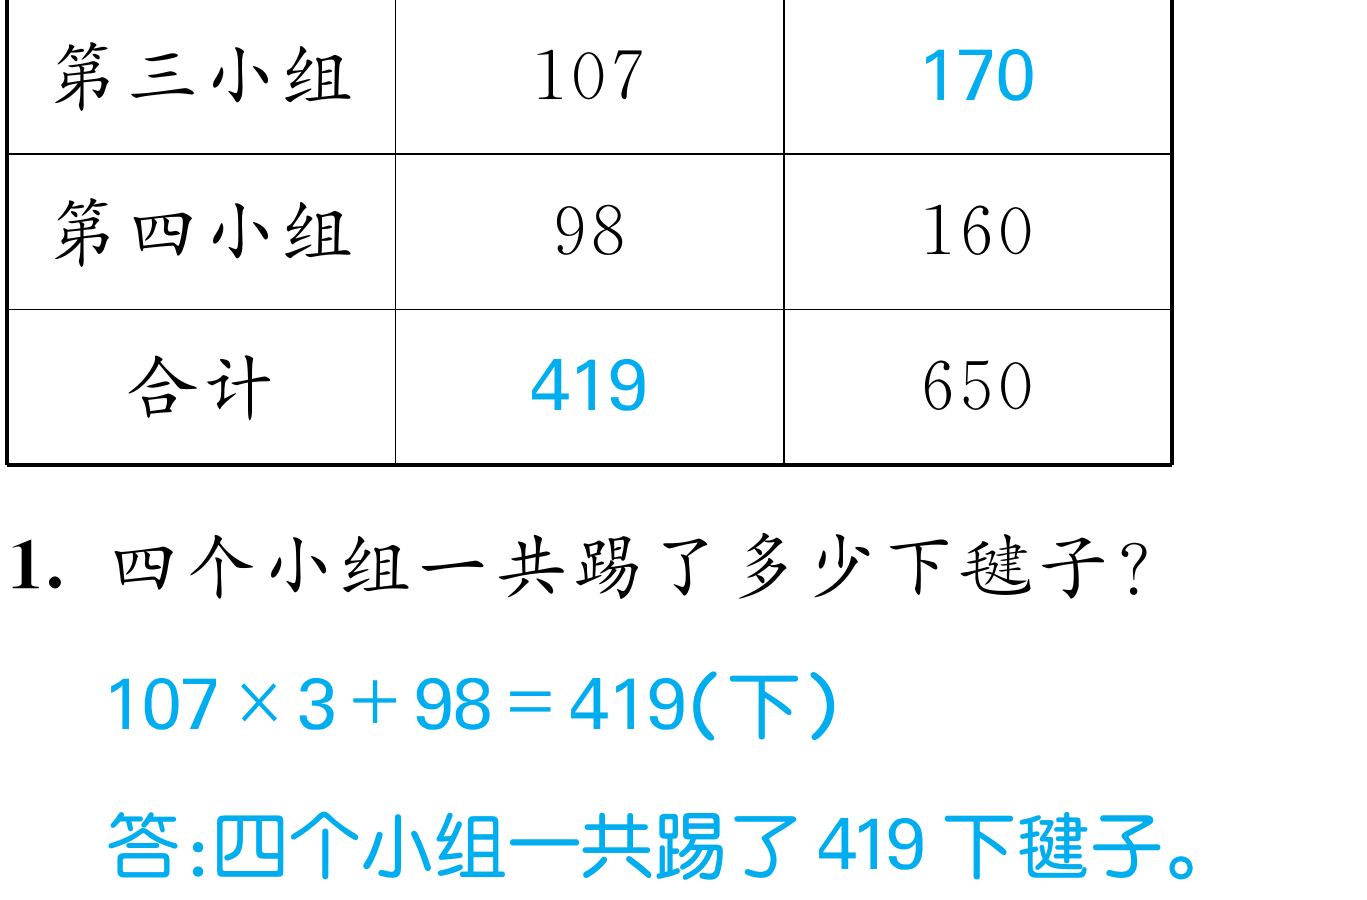 第三小组 107 170
第四小组 98 160
合计 419 650
1. 四个小组一共踢了多少下毽子?
107×3+98=419(下)
答:四个小组一共踢了419下毽子。